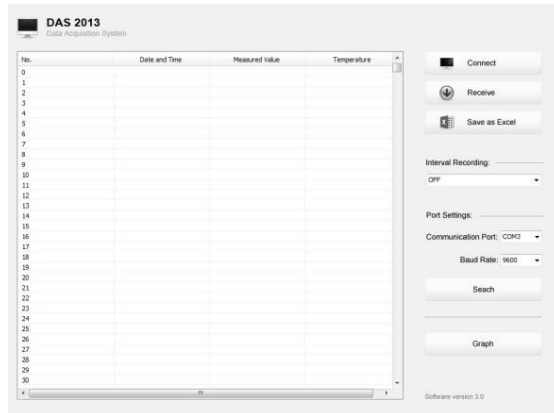 DAS 2013
Data Acquisition System
No. Date and Time Measured Value Temperature
0
1
2
3
4
5
6
7
8
9
10
11
12
13
14
15
16
17
18
19
20
21
22
23
24
25
26
27
28
29
30
Connect
Receive
Save as Excel
Interval Recording:
OFF
Port Settings:
Communication Port: COM3
Baud Rate: 9600
Seach
Graph
Software version 3.0